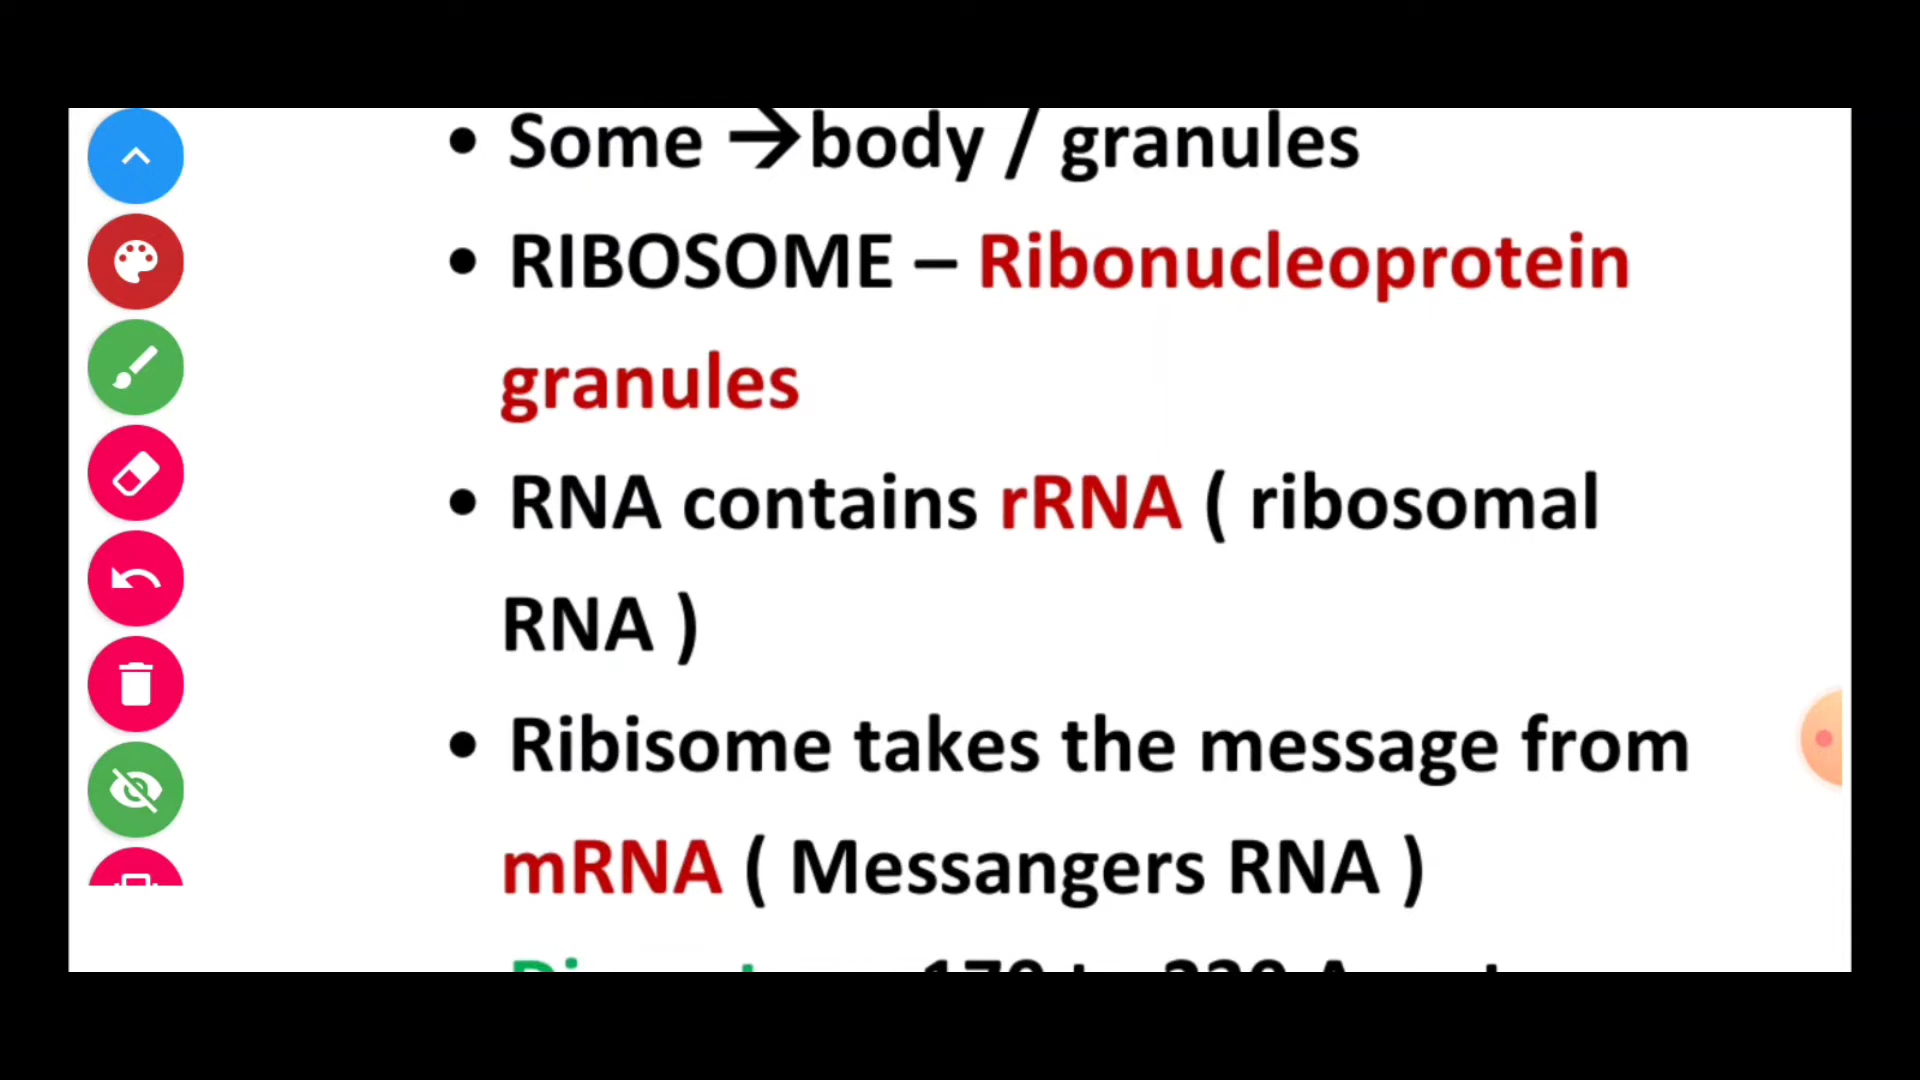 • Some →body / granules
• RIBOSOME – Ribonucleoprotein
granules
• RNA contains rRNA ( ribosomal
RNA )
• Ribisome takes the message from
mRNA ( Messangers RNA )